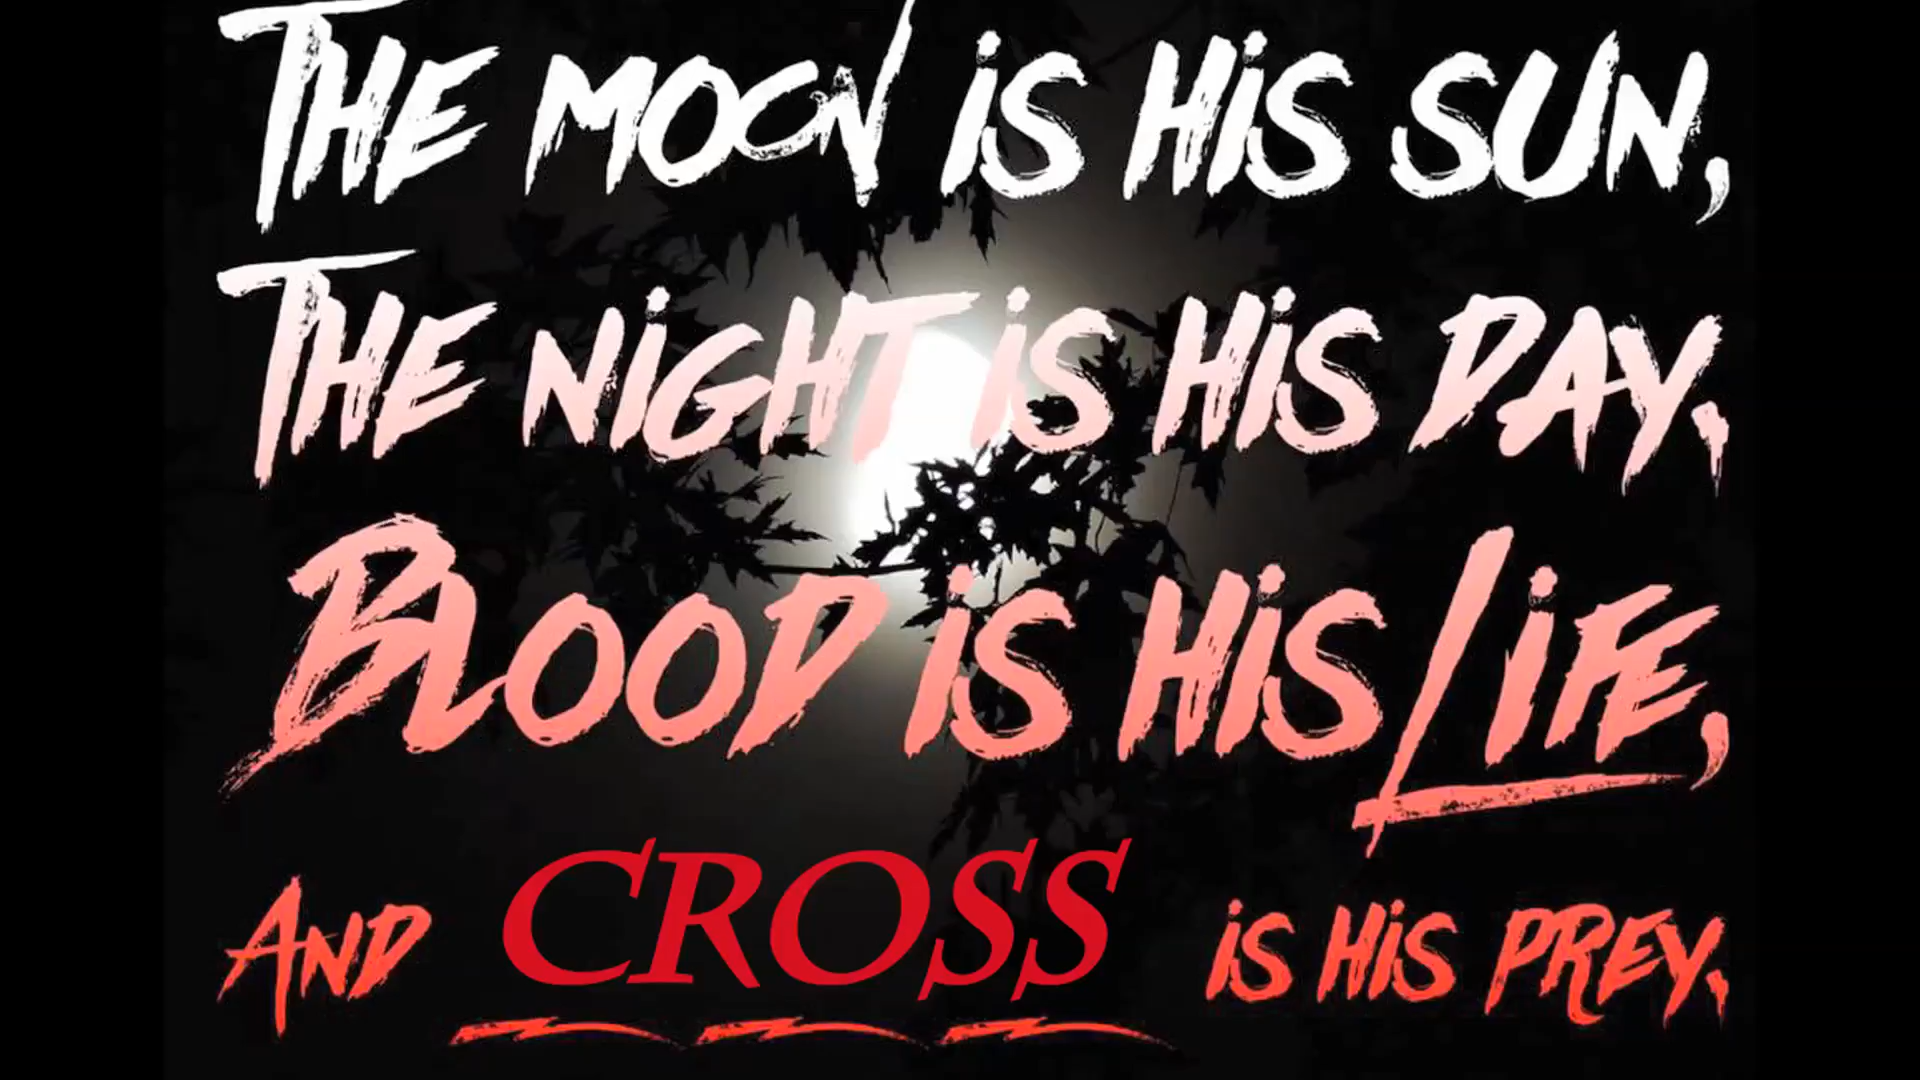 THE MOON iS HiS SUN,
THE NiGHT iS HiS DAY,
BLOOD iS HiS LiFE,
AND CROSS iS HiS PREY,